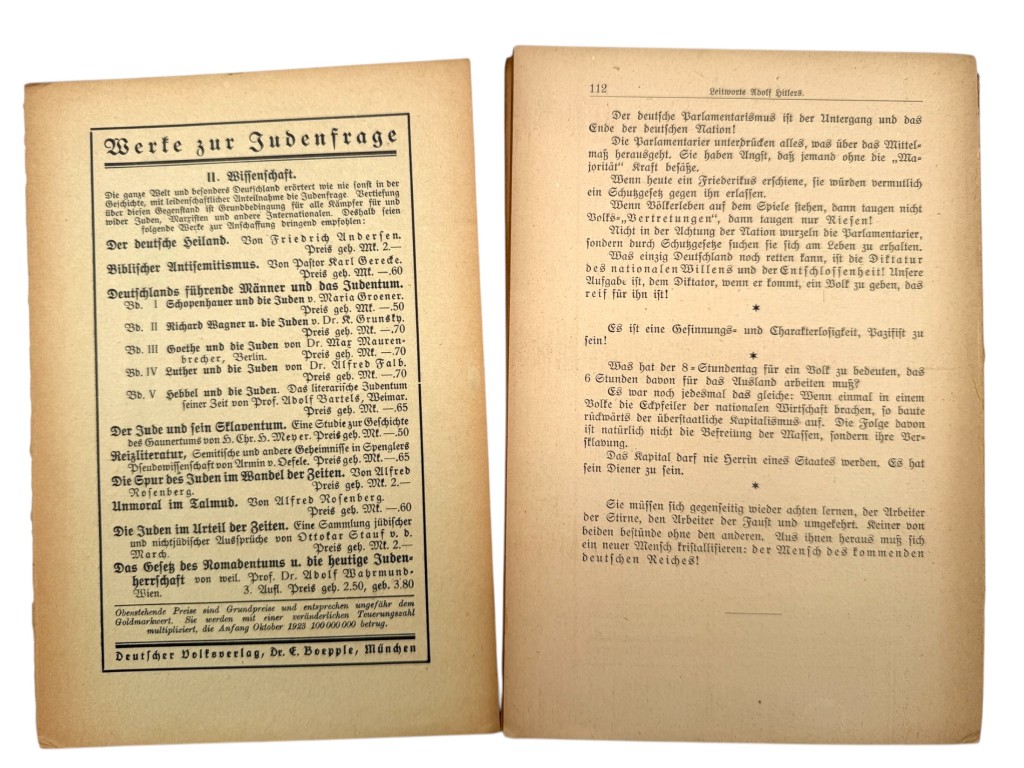 Werke zur Judenfrage
II. Wissenschaft.
Die ganze Welt und besonders Deutschland erörtert wie nie sonst in der
Geschichte, mit leidenschaftlicher Anteilnahme die Judenfrage. Vertiefung
über diesen Gegenstand ist Grundbedingung für alle Kämpfer für und
wider Juden, Marxisten und andere Internationalen. Deshalb seien
folgende Werke zur Anschaffung dringend empfohlen:
Der deutsche Heiland. Von Friedrich Andersen.
Preis geh. Mk. 2.—
Biblischer Antisemitismus. Von Pastor Karl Gerecke.
Preis geh. Mk. —.60
Deutschlands führende Männer und das Judentum.
Bd. I Schopenhauer und die Juden v. Maria Groener.
Preis geh. Mk. —.50
Bd. II Richard Wagner u. die Juden v. Dr. K. Grunsky.
Preis geh. Mk. —.70
Bd. III Goethe und die Juden von Dr. Max Mauren-
brecher, Berlin. Preis geh. Mk. —.70
Bd. IV Luther und die Juden von Dr. Alfred Falb.
Preis geh. Mk. —.70
Bd. V Hebbel und die Juden. Das literarische Judentum
seiner Zeit von Prof. Adolf Bartels, Weimar.
Preis geh. Mk. —.65
Der Jude und sein Sklaventum. Eine Studie zur Geschichte
des Gaunertums von H. Chr. H. Meyer. Preis geh. Mk. —.50
Reizliteratur, Semitische und andere Geheimnisse in Spenglers
Pseudowissenschaft von Armin v. Defele. Preis geh. Mk. —.65
Die Spur des Juden im Wandel der Zeiten. Von Alfred
Rosenberg. Preis geh. Mk. 2.—
Unmoral im Talmud. Von Alfred Rosenberg.
Preis geh. Mk. —.60
Die Juden im Urteil der Zeiten. Eine Sammlung jüdischer
und nichtjüdischer Aussprüche von Ottokar Stauf v. d.
March. Preis geh. Mk. 2.—
Das Gesetz des Nomadentums u. die heutige Juden-
herrschaft von weil. Prof. Dr. Adolf Wahrmund-
Wien. 3. Aufl. Preis geh. 2.50, geb. 3.80
Obenstehende Preise sind Grundpreise und entsprechen ungefähr dem
Goldmarkwert. Sie werden mit einer veränderlichen Teuerungszahl
multipliziert, die Anfang Oktober 1923 100 000 000 betrug.
Deutscher Volksverlag, Dr. E. Boepple, München
112 Leitworte Adolf Hitlers.
Der deutsche Parlamentarismus ist der Untergang und das
Ende der deutschen Nation!
Die Parlamentarier unterdrücken alles, was über das Mittel-
maß herausgeht. Sie haben Angst, daß jemand ohne die „Ma-
jorität“ Kraft besäße.
Wenn heute ein Friederikus erschiene, sie würden vermutlich
ein Schutzgesetz gegen ihn erlassen.
Wenn Völkerleben auf dem Spiele stehen, dann taugen nicht
Volks-„Vertretungen“, dann taugen nur Riesen!
Nicht in der Achtung der Nation wurzeln die Parlamentarier,
sondern durch Schutzgesetze suchen sie sich am Leben zu erhalten.
Was einzig Deutschland noch retten kann, ist die Diktatur
des nationalen Willens und der Entschlossenheit! Unsere
Aufgabe ist, dem Diktator, wenn er kommt, ein Volk zu geben, das
reif für ihn ist!
*
Es ist eine Gesinnungs- und Charakterlosigkeit, Pazifist zu
sein!
*
Was hat der 8-Stundentag für ein Volk zu bedeuten, das
6 Stunden davon für das Ausland arbeiten muß?
Es war noch jedesmal das gleiche: Wenn einmal in einem
Volke die Eckpfeiler der nationalen Wirtschaft brachen, so baute
rückwärts der überstaatliche Kapitalismus auf. Die Folge davon
ist natürlich nicht die Befreiung der Massen, sondern ihre Ver-
sklavung.
Das Kapital darf nie Herrin eines Staates werden. Es hat
sein Diener zu sein.
*
Sie müssen sich gegenseitig wieder achten lernen, der Arbeiter
der Stirne, den Arbeiter der Faust und umgekehrt. Keiner von
beiden bestünde ohne den anderen. Aus ihnen heraus muß sich
ein neuer Mensch kristallisieren: der Mensch des kommenden
deutschen Reiches!